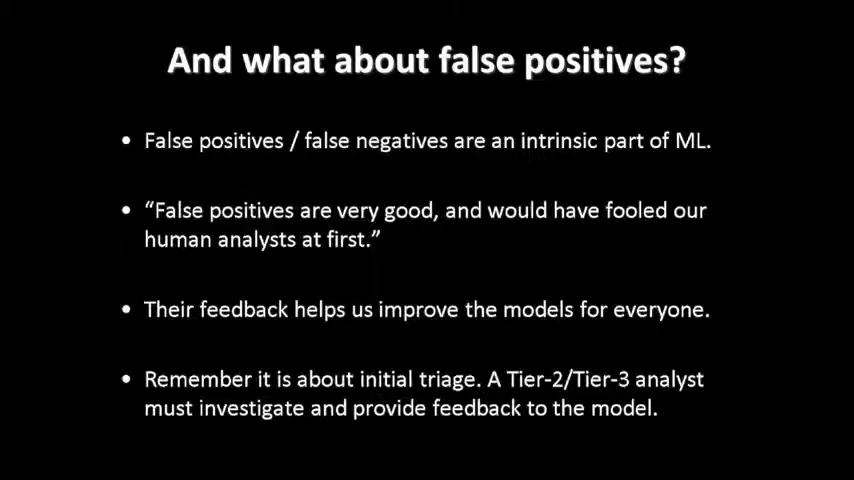 And what about false positives?
• False positives / false negatives are an intrinsic part of ML.
• “False positives are very good, and would have fooled our
human analysts at first.”
• Their feedback helps us improve the models for everyone.
• Remember it is about initial triage. A Tier-2/Tier-3 analyst
must investigate and provide feedback to the model.